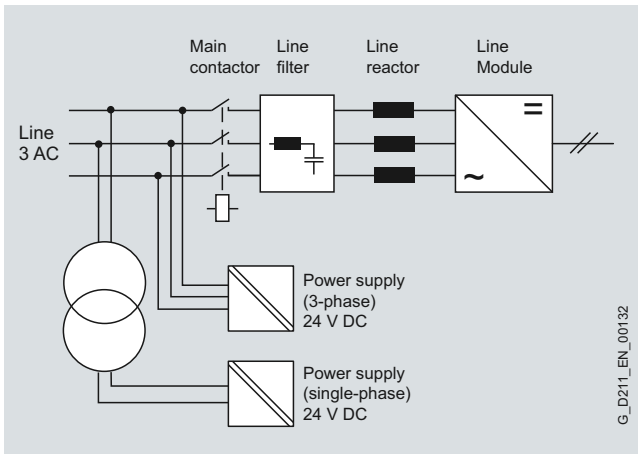 Main
contactor
Line
filter
Line
reactor
Line
Module
Line
3 AC
=
~
Power supply
(3-phase)
24 V DC
Power supply
(single-phase)
24 V DC
G_D211_EN_00132